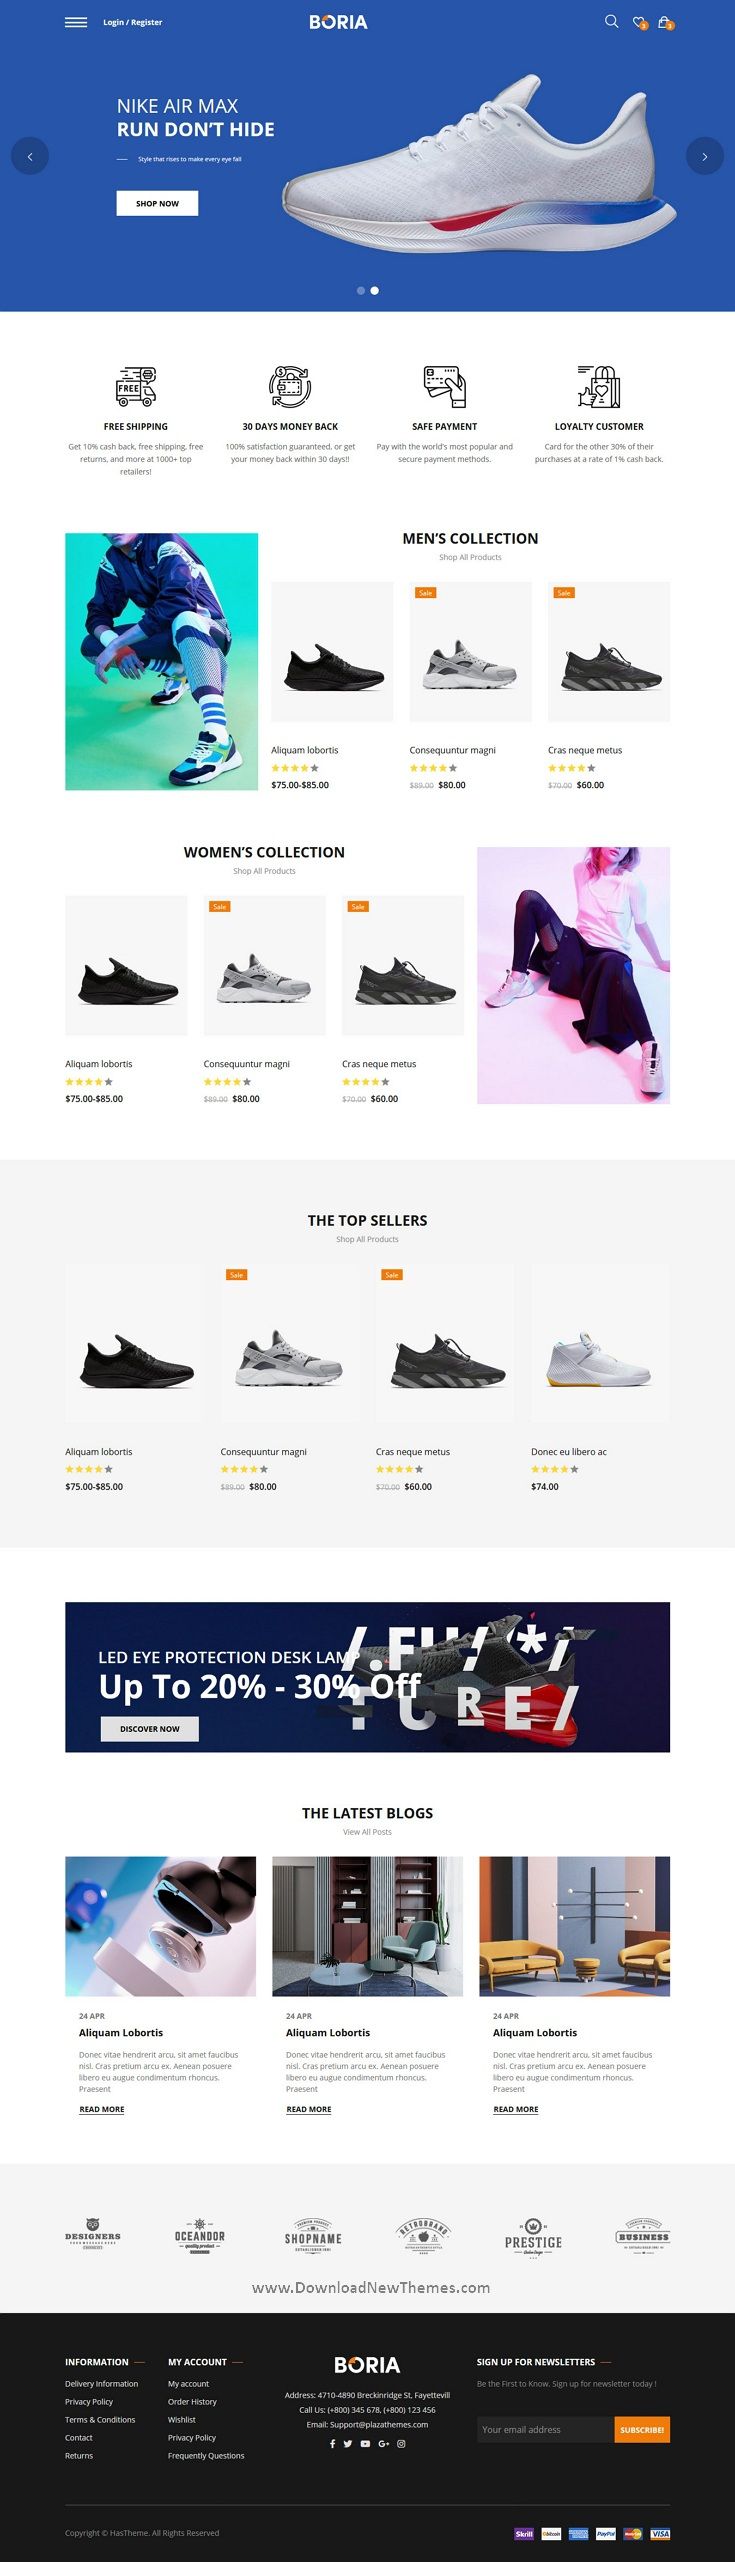 Login / Register
BORIA
3
3
NIKE AIR MAX
RUN DON'T HIDE
Style that rises to make every eye fall
SHOP NOW
FREE
FREE SHIPPING
30 DAYS MONEY BACK
SAFE PAYMENT
LOYALTY CUSTOMER
Get 10% cash back, free shipping, free
returns, and more at 1000+ top
retailers!
100% satisfaction guaranteed, or get
your money back within 30 days!!
Pay with the world's most popular and
secure payment methods.
Card for the other 30% of their
purchases at a rate of 1% cash back.
MEN'S COLLECTION
Shop All Products
Sale
Sale
Aliquam lobortis
Consequuntur magni
Cras neque metus
$75.00-$85.00
$89.00 $80.00
$70.00 $60.00
WOMEN'S COLLECTION
Shop All Products
Sale
Sale
Aliquam lobortis
Consequuntur magni
Cras neque metus
$75.00-$85.00
$89.00 $80.00
$70.00 $60.00
THE TOP SELLERS
Shop All Products
Sale
Sale
Aliquam lobortis
Consequuntur magni
Cras neque metus
Donec eu libero ac
$75.00-$85.00
$89.00 $80.00
$70.00 $60.00
$74.00
LED EYE PROTECTION DESK LAMP
Up To 20% - 30% Off
DISCOVER NOW
/.FU/*/
TURE/
THE LATEST BLOGS
View All Posts
24 APR
Aliquam Lobortis
Donec vitae hendrerit arcu, sit amet faucibus
nisl. Cras pretium arcu ex. Aenean posuere
libero eu augue condimentum rhoncus.
Praesent
READ MORE
24 APR
Aliquam Lobortis
Donec vitae hendrerit arcu, sit amet faucibus
nisl. Cras pretium arcu ex. Aenean posuere
libero eu augue condimentum rhoncus.
Praesent
READ MORE
24 APR
Aliquam Lobortis
Donec vitae hendrerit arcu, sit amet faucibus
nisl. Cras pretium arcu ex. Aenean posuere
libero eu augue condimentum rhoncus.
Praesent
READ MORE
DESIGNERS
OCEANDOR
quality product
PREMIUM PRODUCT
SHOPNAME
ESTABLISHED 1991
RETROBRAND
PRESTIGE
PREMIUM PRODUCT
BUSINESS
ESTABLISHED 1991
www.DownloadNewThemes.com
INFORMATION
Delivery Information
Privacy Policy
Terms & Conditions
Contact
Returns
MY ACCOUNT
My account
Order History
Wishlist
Privacy Policy
Frequently Questions
BORIA
Address: 4710-4890 Breckinridge St, Fayettevill
Call Us: (+800) 345 678, (+800) 123 456
Email: Support@plazathemes.com
G+
SIGN UP FOR NEWSLETTERS
Be the First to Know. Sign up for newsletter today !
Your email address
SUBSCRIBE!
Copyright © HasTheme. All Rights Reserved
Skrill
bitcoin
PayPal
VISA